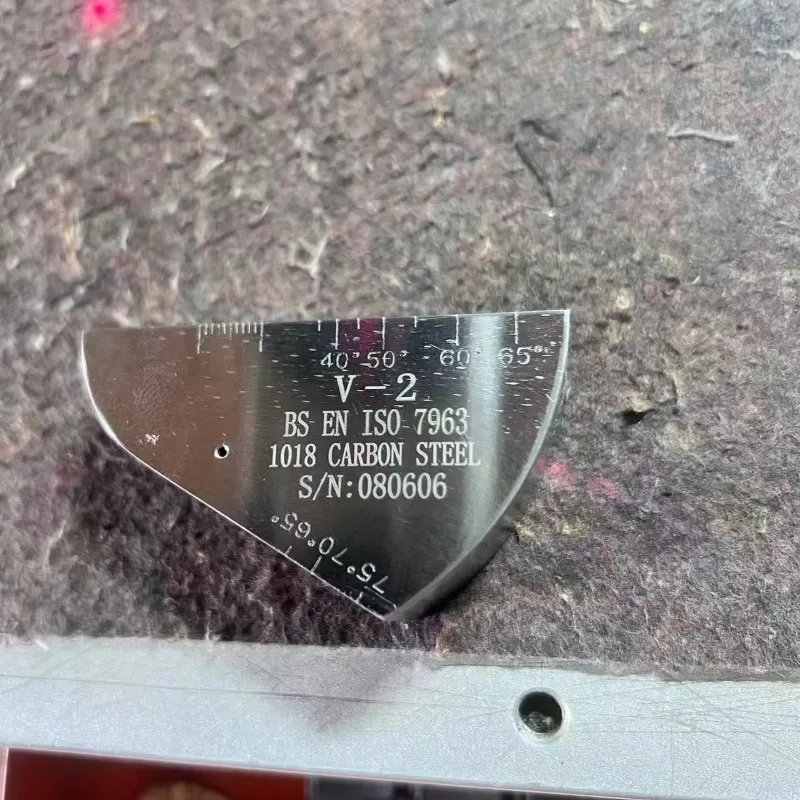 40° 50° 60° 65°
V-2
BS EN ISO 7963
1018 CARBON STEEL
S/N:080606
75° 70° 65°